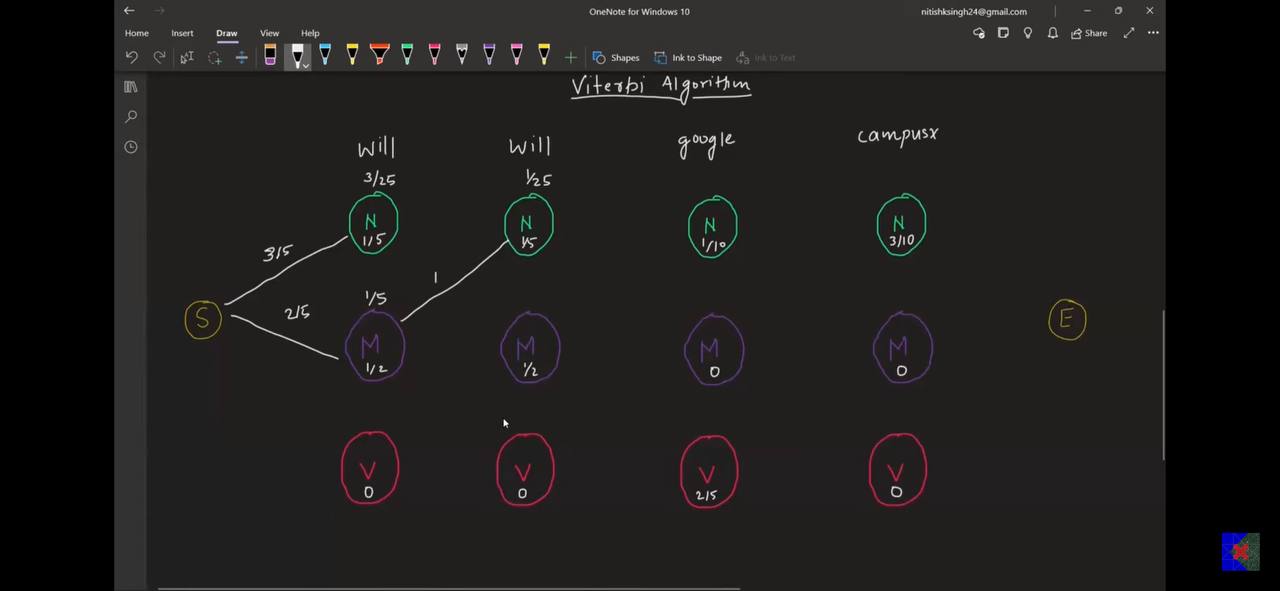 OneNote for Windows 10
nitishksingh24@gmail.com
Home Insert Draw View Help
Share
Shapes Ink to Shape Ink to Text
Viterbi Algorithm
will will google campusx
3/25 1/25
N N N N
1/5 1/5 1/10 3/10
3/5
1
1/5
2/5
S E
M M M M
1/2 1/2 0 0
V V V V
0 0 2/5 0